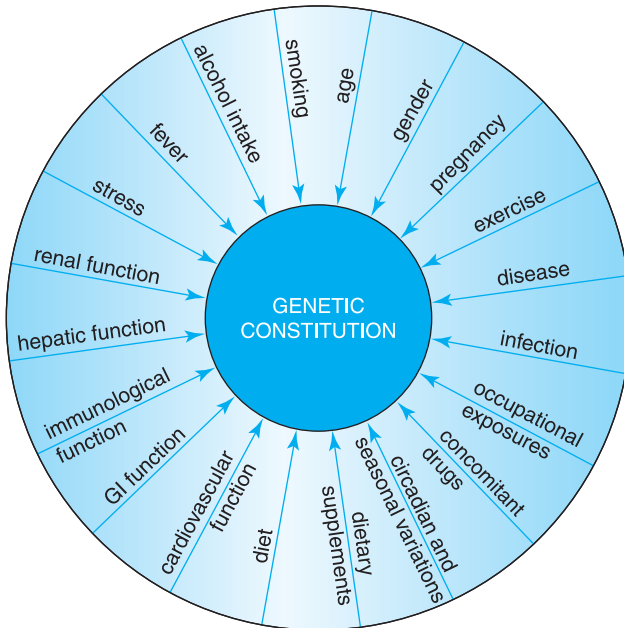 smoking
age
gender
pregnancy
exercise
disease
infection
occupational
exposures
concomitant
drugs
circadian and
seasonal variations
dietary
supplements
diet
cardiovascular
function
GI function
immunological
function
hepatic function
renal function
stress
fever
alcohol intake
GENETIC
CONSTITUTION